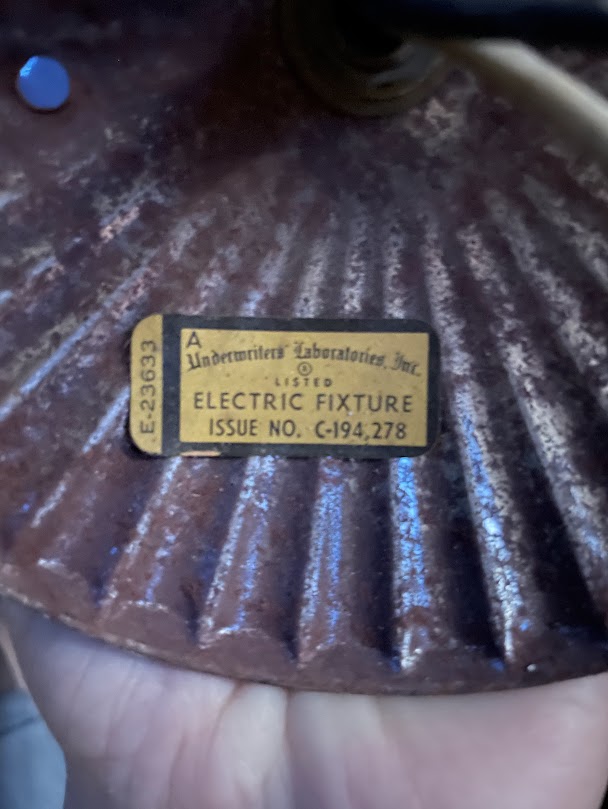 E-23633
A
Underwriters' Laboratories, Inc.
LISTED
ELECTRIC FIXTURE
ISSUE NO. C-194,278